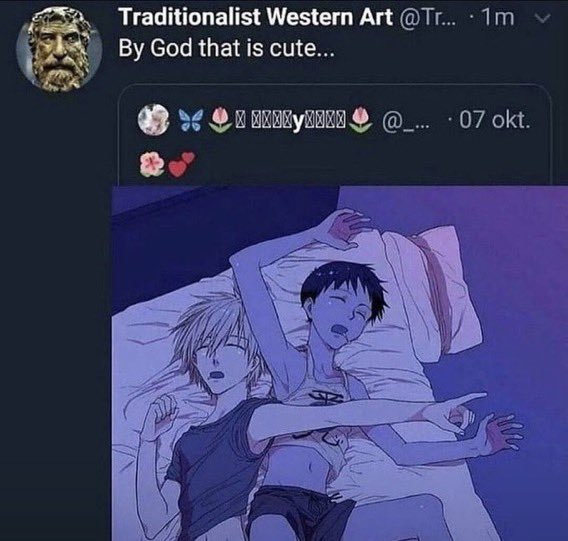 Traditionalist Western Art @Tr... · 1m
By God that is cute...
🦋🌷 y🌷 @_... · 07 okt.
🌸💕